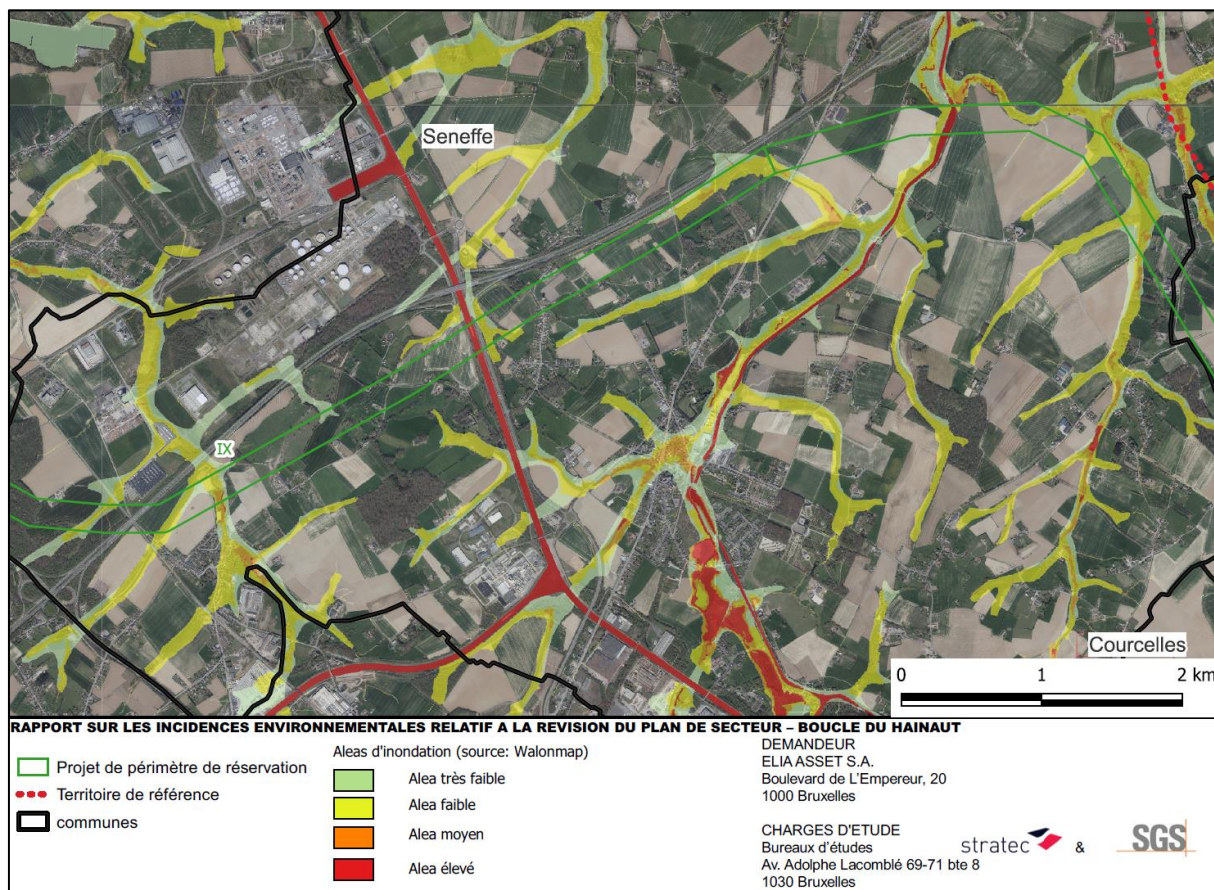 Seneffe
IX
Courcelles
0 1 2 km
RAPPORT SUR LES INCIDENCES ENVIRONNEMENTALES RELATIF A LA REVISION DU PLAN DE SECTEUR – BOUCLE DU HAINAUT
Projet de périmètre de réservation
Territoire de référence
communes
Aleas d'inondation (source: Walonmap)
Alea très faible
Alea faible
Alea moyen
Alea élevé
DEMANDEUR
ELIA ASSET S.A.
Boulevard de L'Empereur, 20
1000 Bruxelles
CHARGES D'ETUDE
Bureaux d'études
Av. Adolphe Lacomblé 69-71 bte 8
1030 Bruxelles
stratec & SGS